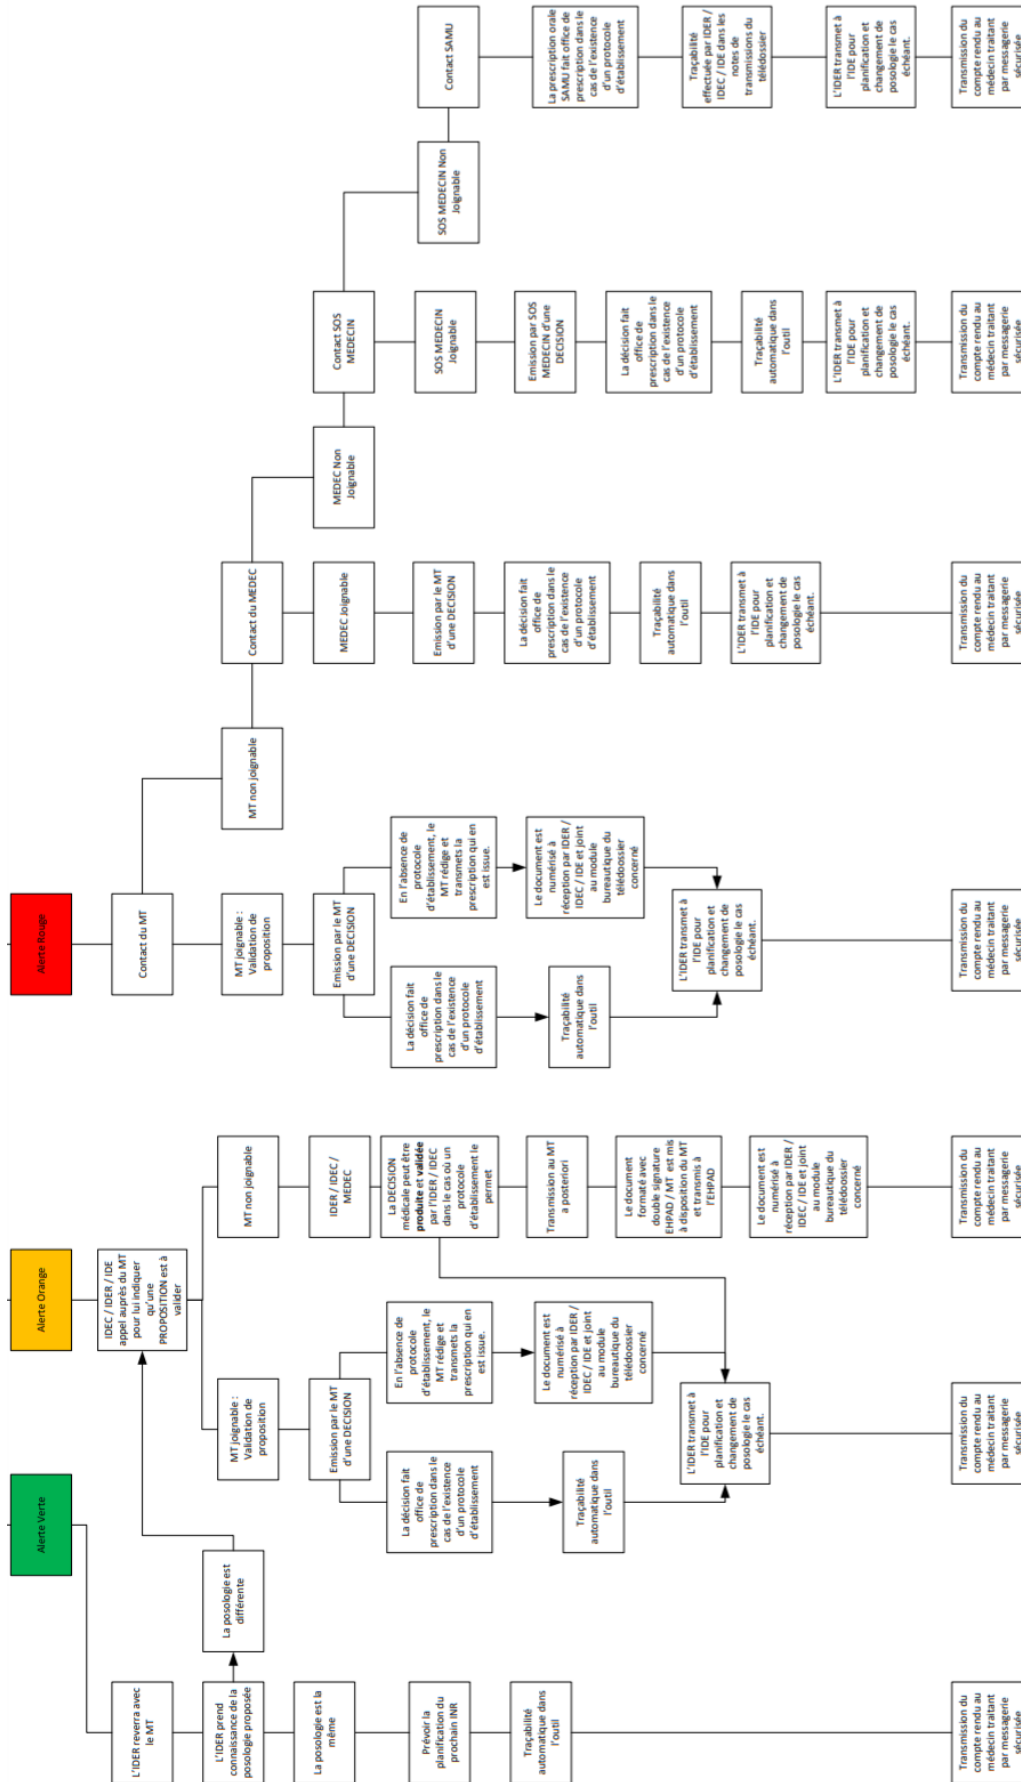 Alerte Verte
L'IDER reverra avec
le MT
L'IDER prend
connaissance de la
posologie proposée
La posologie est
différente
La posologie est la
même
Prévoir la
planification du
prochain INR
Traçabilité
automatique dans
l'outil
Transmission du
compte rendu au
médecin traitant
par messagerie
sécurisée
Alerte Orange
IDEC / IDER / IDE
appel auprès du MT
pour lui indiquer
qu'une
PROPOSITION est à
valider
MT joignable :
Validation de
proposition
Emission par le MT
d'une DECISION
La décision fait
office de
prescription dans le
cas de l'existence
d'un protocole
d'établissement
Traçabilité
automatique dans
l'outil
En l'absence de
protocole
d'établissement, le
MT rédige et
transmets la
prescription qui en
est issue.
Le document est
numérisé à
réception par IDER /
IDEC / IDE et joint
au module
bureautique du
télédoosier
concerné
L'IDER transmet à
l'IDE pour
planification et
changement de
posologie le cas
échéant.
Transmission du
compte rendu au
médecin traitant
par messagerie
sécurisée
MT non joignable
IDER / IDEC /
MEDEC
La DECISION
médicale peut être
produite et validée
par l'IDER / IDEC
dans le cas où un
protocole
d'établissement le
permet
Transmission au MT
a posteriori
Le document
formaté avec
double signature
EHPAD / MT est mis
à disposition du MT
et transmis à
l'EHPAD
Le document est
numérisé à
réception par IDER /
IDEC / IDE et joint
au module
bureautique du
télédoosier
concerné
Transmission du
compte rendu au
médecin traitant
par messagerie
sécurisée
Alerte Rouge
Contact du MT
MT joignable :
Validation de
proposition
Emission par le MT
d'une DECISION
La décision fait
office de
prescription dans le
cas de l'existence
d'un protocole
d'établissement
Traçabilité
automatique dans
l'outil
En l'absence de
protocole
d'établissement, le
MT rédige et
transmets la
prescription qui en
est issue.
Le document est
numérisé à
réception par IDER /
IDEC / IDE et joint
au module
bureautique du
télédoosier
concerné
L'IDER transmet à
l'IDE pour
planification et
changement de
posologie le cas
échéant.
Transmission du
compte rendu au
médecin traitant
par messagerie
sécurisée
MT non joignable
Contact du MEDEC
MEDEC Joignable
Emission par le MT
d'une DECISION
La décision fait
office de
prescription dans le
cas de l'existence
d'un protocole
d'établissement
Traçabilité
automatique dans
l'outil
L'IDER transmet à
l'IDE pour
planification et
changement de
posologie le cas
échéant.
Transmission du
compte rendu au
médecin traitant
par messagerie
sécurisée
MEDEC Non
Joignable
Contact SOS
MEDECIN
SOS MEDECIN
Joignable
Emission par SOS
MEDECIN d'une
DECISION
La décision fait
office de
prescription dans le
cas de l'existence
d'un protocole
d'établissement
Traçabilité
automatique dans
l'outil
L'IDER transmet à
l'IDE pour
planification et
changement de
posologie le cas
échéant.
Transmission du
compte rendu au
médecin traitant
par messagerie
sécurisée
SOS MEDECIN Non
Joignable
Contact SAMU
La prescription orale
SAMU fait office de
prescription dans le
cas de l'existence
d'un protocole
d'établissement
Traçabilité
effectuée par IDER /
IDEC / IDE dans les
notes de
transmissions du
télédossier
L'IDER transmet à
l'IDE pour
planification et
changement de
posologie le cas
échéant.
Transmission du
compte rendu au
médecin traitant
par messagerie
sécurisée